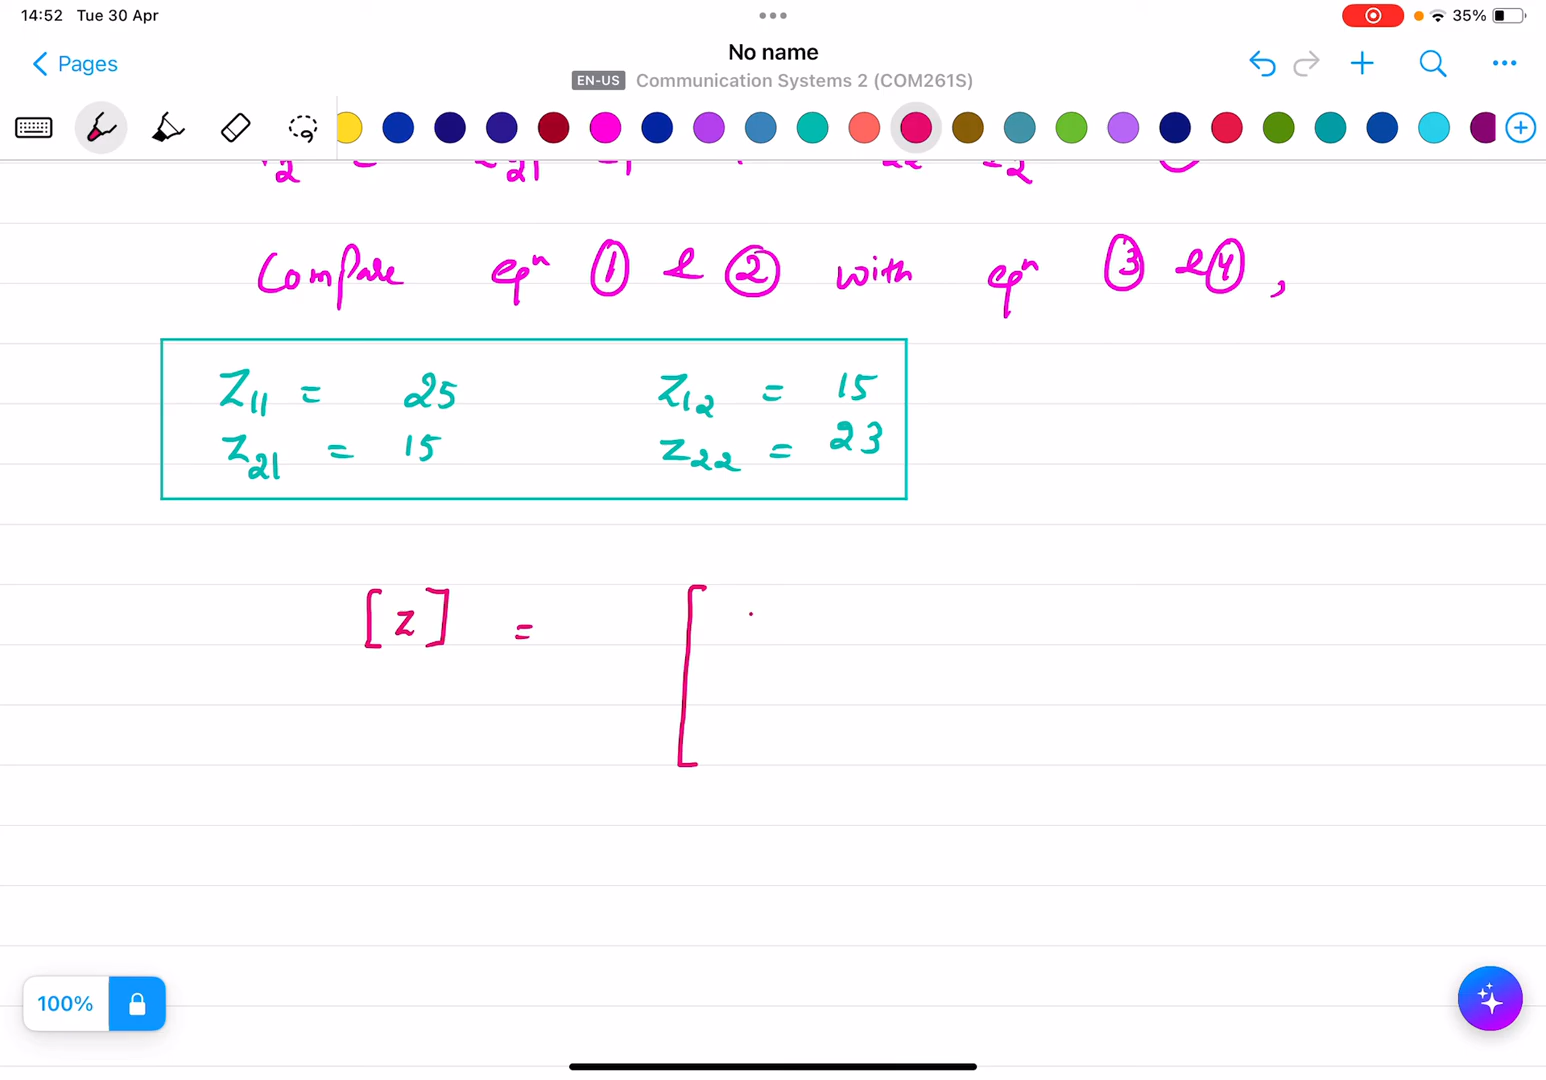 14:52 Tue 30 Apr 35%
Pages
No name
EN-US Communication Systems 2 (COM261S)
Compare eqn ① & ② with eqn ③ & ④,
Z11 = 25 Z12 = 15
Z21 = 15 Z22 = 23
[z] = [
100%